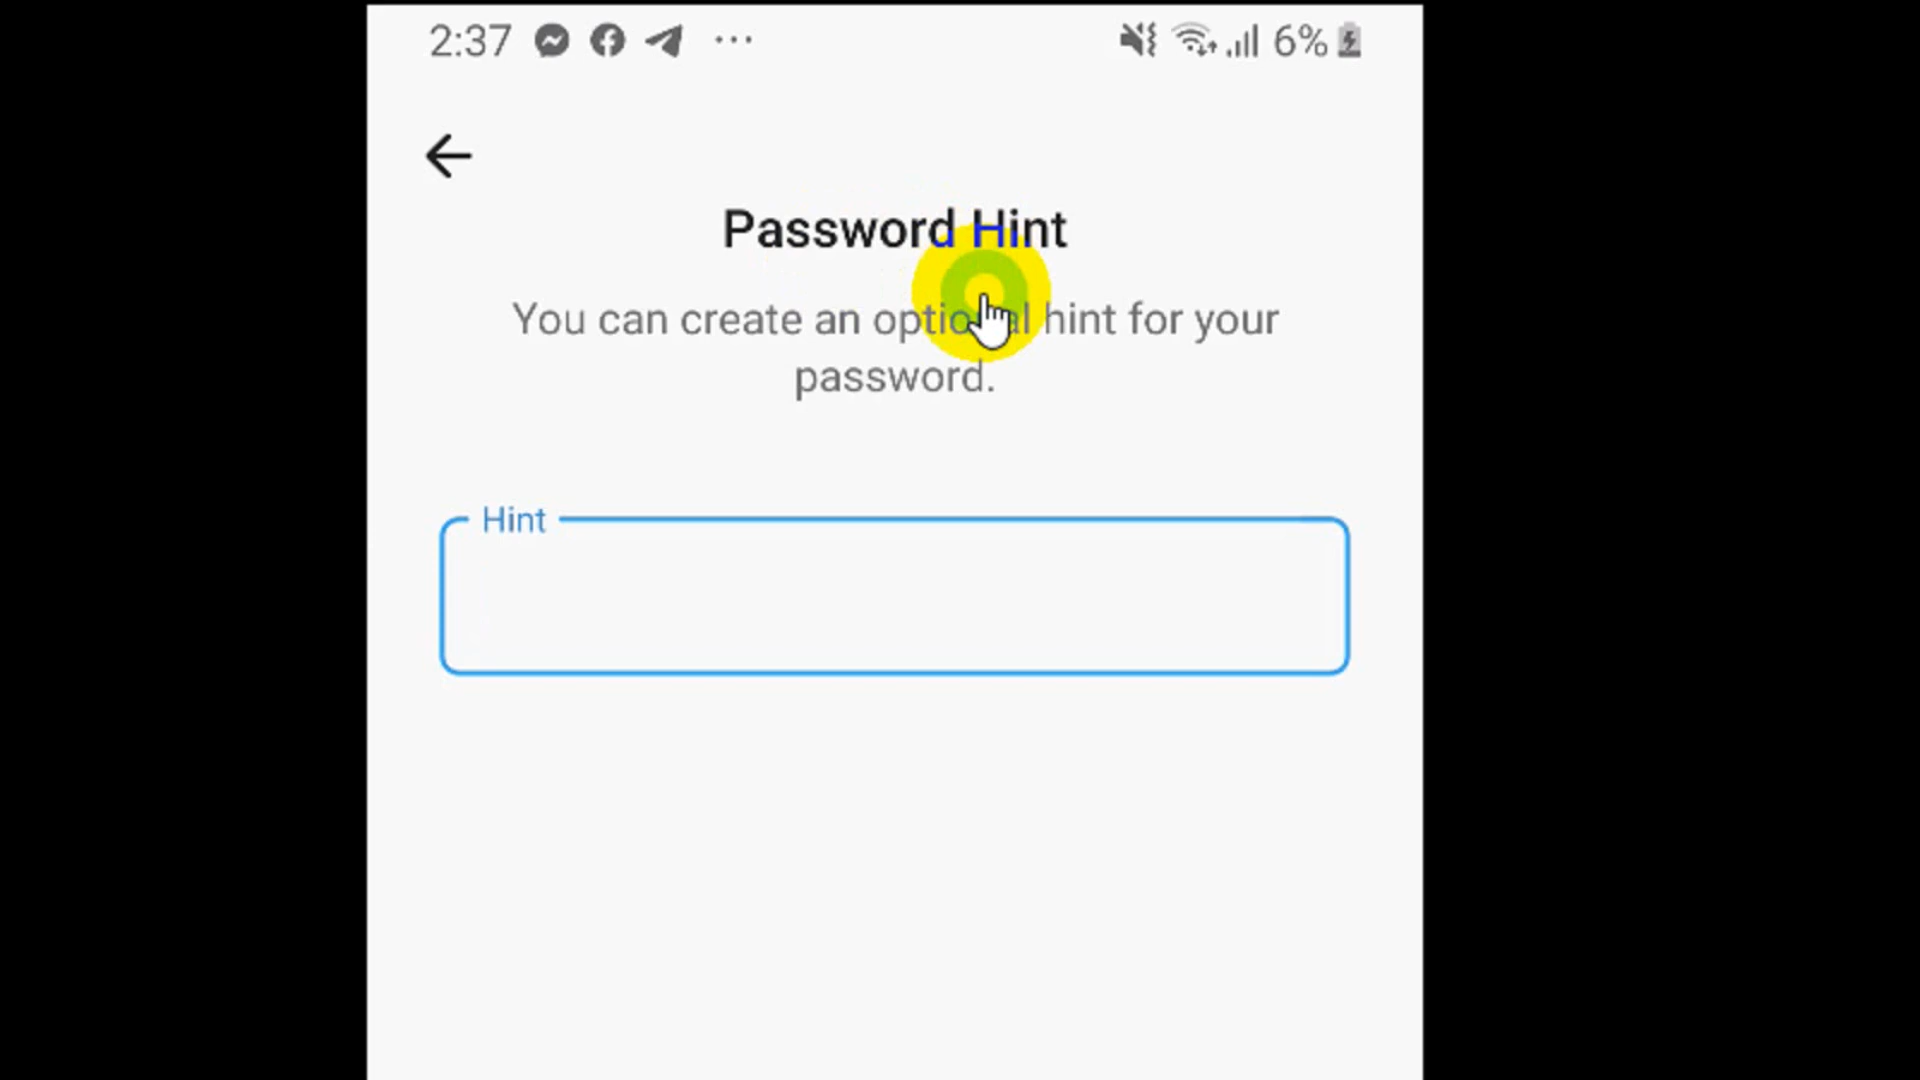 2:37 ... 6%
Password Hint
You can create an optional hint for your
password.
Hint